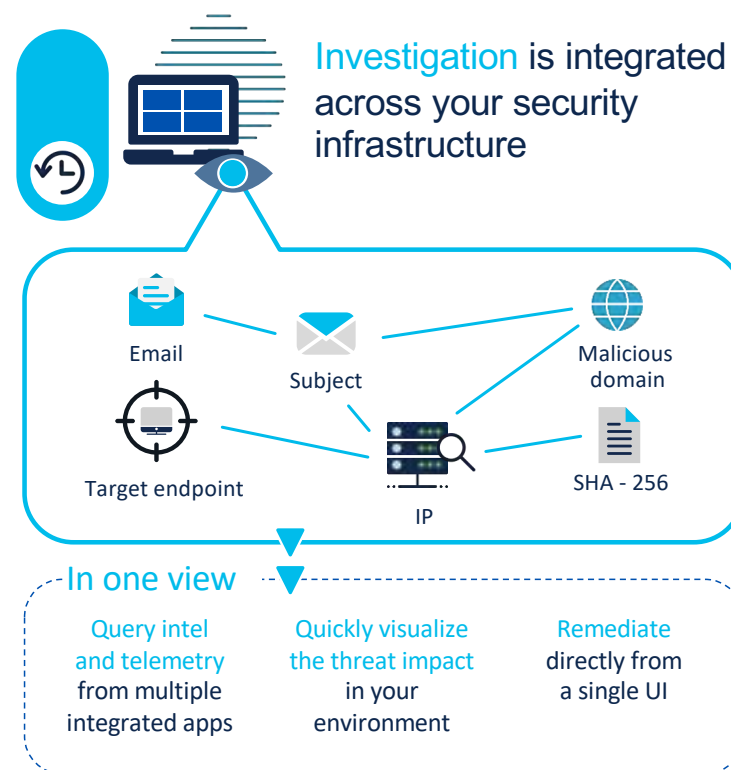 Investigation is integrated
across your security
infrastructure
Email
Subject
Malicious
domain
Target endpoint
IP
SHA - 256
In one view
Query intel
and telemetry
from multiple
integrated apps
Quickly visualize
the threat impact
in your
environment
Remediate
directly from
a single UI